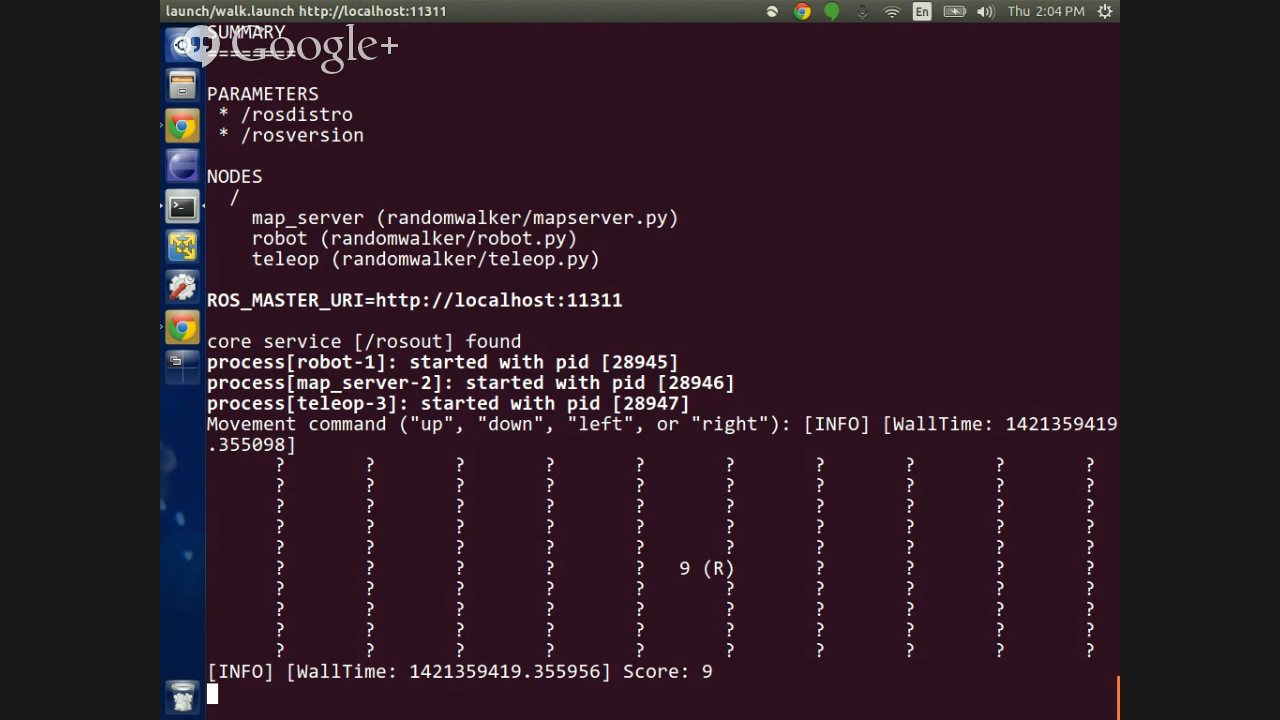 launch/walk.launch http://localhost:11311 En Thu 2:04 PM
SUMMARY
========
Google+
PARAMETERS
* /rosdistro
* /rosversion
NODES
/
map_server (randomwalker/mapserver.py)
robot (randomwalker/robot.py)
teleop (randomwalker/teleop.py)
ROS_MASTER_URI=http://localhost:11311
core service [/rosout] found
process[robot-1]: started with pid [28945]
process[map_server-2]: started with pid [28946]
process[teleop-3]: started with pid [28947]
Movement command ("up", "down", "left", or "right"): [INFO] [WallTime: 1421359419
.355098]
? ? ? ? ? ? ? ? ? ?
? ? ? ? ? ? ? ? ? ?
? ? ? ? ? ? ? ? ? ?
? ? ? ? ? ? ? ? ? ?
? ? ? ? ? ? ? ? ? ?
? ? ? ? ? 9 (R) ? ? ? ?
? ? ? ? ? ? ? ? ? ?
? ? ? ? ? ? ? ? ? ?
? ? ? ? ? ? ? ? ? ?
? ? ? ? ? ? ? ? ? ?
[INFO] [WallTime: 1421359419.355956] Score: 9